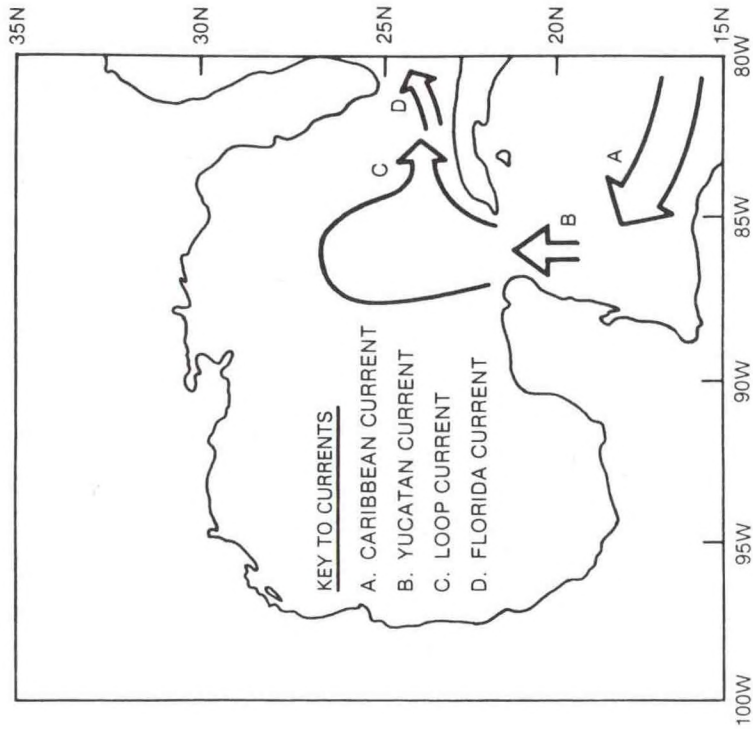 35N
30N
25N
20N
15N
80W
85W
90W
95W
100W
A
B
C
D
KEY TO CURRENTS
A. CARIBBEAN CURRENT
B. YUCATAN CURRENT
C. LOOP CURRENT
D. FLORIDA CURRENT